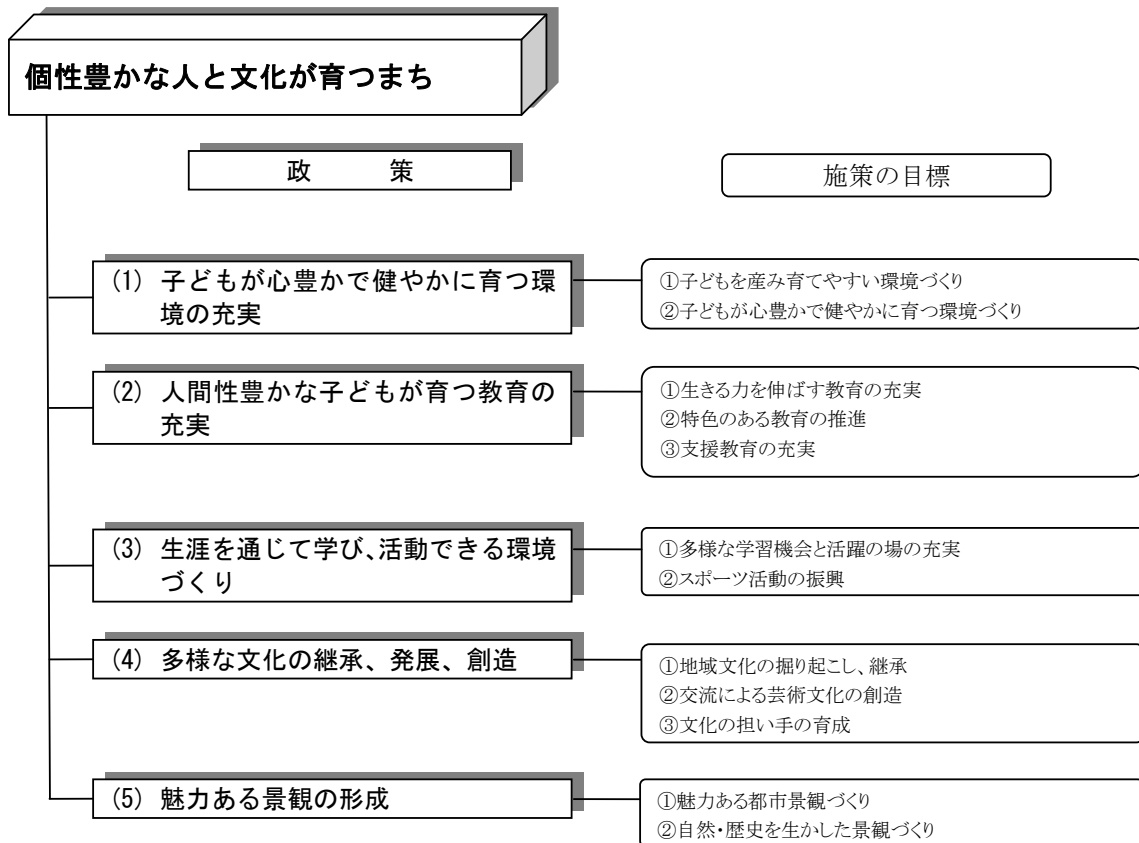 個性豊かな人と文化が育つまち
政　　策
施策の目標
(1) 子どもが心豊かで健やかに育つ環
境の充実
①子どもを産み育てやすい環境づくり
②子どもが心豊かで健やかに育つ環境づくり
(2) 人間性豊かな子どもが育つ教育の
充実
①生きる力を伸ばす教育の充実
②特色のある教育の推進
③支援教育の充実
(3) 生涯を通じて学び、活動できる環境
づくり
①多様な学習機会と活躍の場の充実
②スポーツ活動の振興
(4) 多様な文化の継承、発展、創造
①地域文化の掘り起こし、継承
②交流による芸術文化の創造
③文化の担い手の育成
(5) 魅力ある景観の形成
①魅力ある都市景観づくり
②自然・歴史を生かした景観づくり